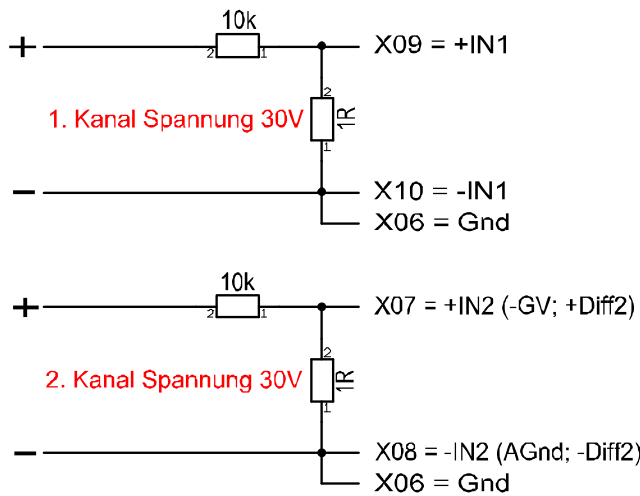 10k
+ 2 1 X09 = +IN1
2
1. Kanal Spannung 30V 1R
1
− X10 = -IN1
X06 = Gnd
10k
+ 2 1 X07 = +IN2 (-GV; +Diff2)
2
2. Kanal Spannung 30V 1R
1
− X08 = -IN2 (AGnd; -Diff2)
X06 = Gnd